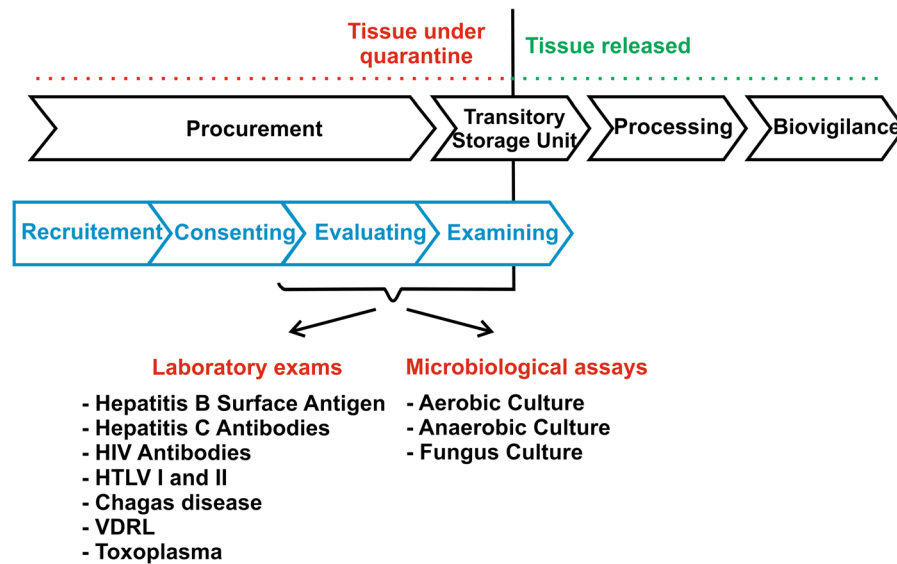 Tissue under
quarantine
Tissue released
Procurement
Transitory
Storage Unit
Processing
Biovigilance
Recruitement
Consenting
Evaluating
Examining
Laboratory exams
- Hepatitis B Surface Antigen
- Hepatitis C Antibodies
- HIV Antibodies
- HTLV I and II
- Chagas disease
- VDRL
- Toxoplasma
Microbiological assays
- Aerobic Culture
- Anaerobic Culture
- Fungus Culture